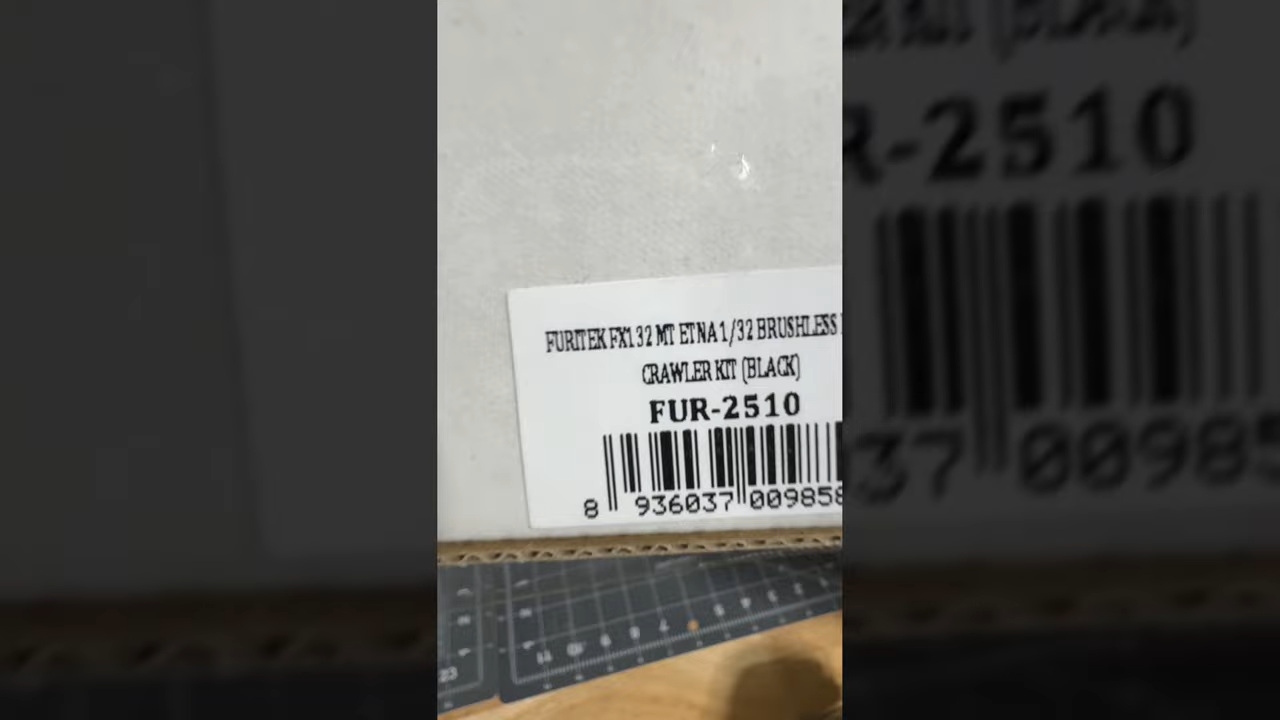 FURITEK FX132 MT ETNA 1/32 BRUSHLESS
CRAWLER KIT (BLACK)
FUR-2510
8 936037 009858